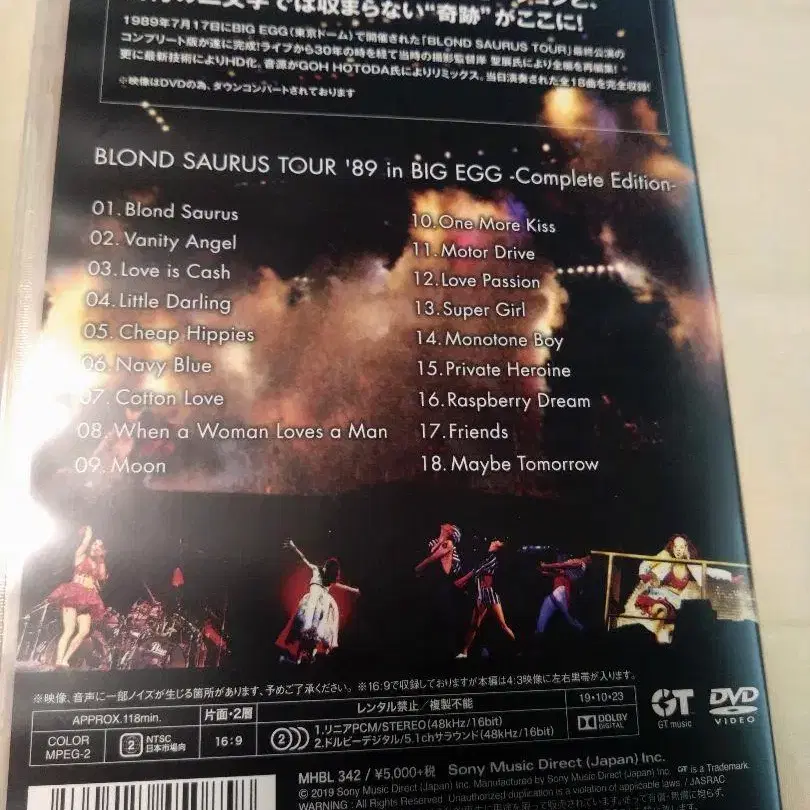 では収まらない“奇跡”がここに!
1989年7月17日にBIG EGG(東京ドーム)で開催された「BLOND SAURUS TOUR」最終公演の
コンプリート版が遂に完成!ライブから30年の時を経て当時の撮影監督岸 聖展氏により全編を再編集!
更に最新技術によりHD化。音源がGOH HOTODA氏によりリミックス。当日演奏された全18曲を完全収録!
※映像はDVDの為、ダウンコンバートされております
BLOND SAURUS TOUR '89 in BIG EGG -Complete Edition-
01.Blond Saurus
02.Vanity Angel
03.Love is Cash
04.Little Darling
05.Cheap Hippies
06.Navy Blue
07.Cotton Love
08.When a Woman Loves a Man
09.Moon
10.One More Kiss
11.Motor Drive
12.Love Passion
13.Super Girl
14.Monotone Boy
15.Private Heroine
16.Raspberry Dream
17.Friends
18.Maybe Tomorrow
※映像、音声に一部ノイズが生じる箇所があります、予めご了承ください。 ※16:9で収録しておりますが本編は4:3映像に左右黒帯が入ります。
APPROX.118min. 片面・2層 レンタル禁止/複製不能 19・10・23
COLOR MPEG-2
2 NTSC 日本市場向
16:9
2
1.リニアPCM/STEREO(48kHz/16bit)
2.ドルビーデジタル/5.1chサラウンド(48kHz/16bit)
DOLBY DIGITAL
GT
GT music
DVD VIDEO
MHBL 342 / ¥5,000+税 Sony Music Direct (Japan) Inc.
© 2019 Sony Music Direct (Japan) Inc. Manufactured by Sony Music Direct (Japan) Inc. GT is a Trademark.
WARNING : All Rights Reserved. Unauthorized duplication is a violation of applicable laws. / JASRAC